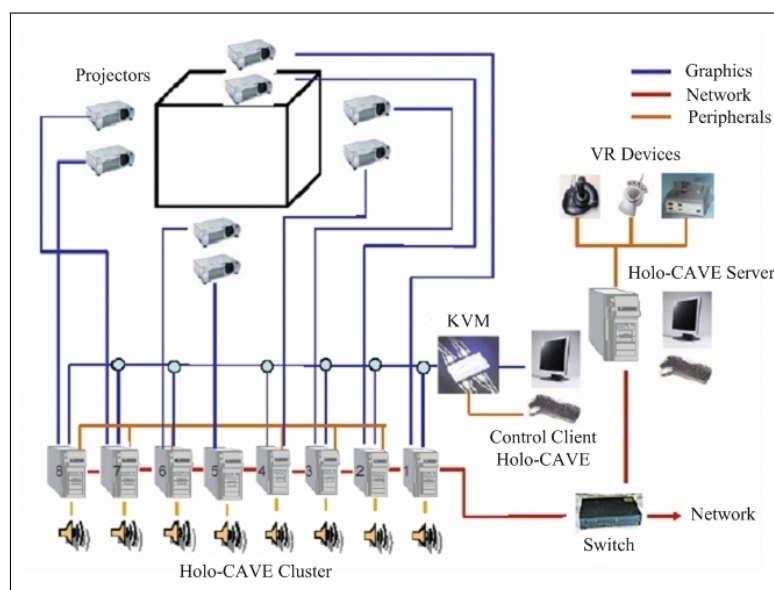 Projectors
Graphics
Network
Peripherals
VR Devices
Holo-CAVE Server
KVM
Control Client
Holo-CAVE
8
7
6
5
4
3
2
1
Network
Switch
Holo-CAVE Cluster